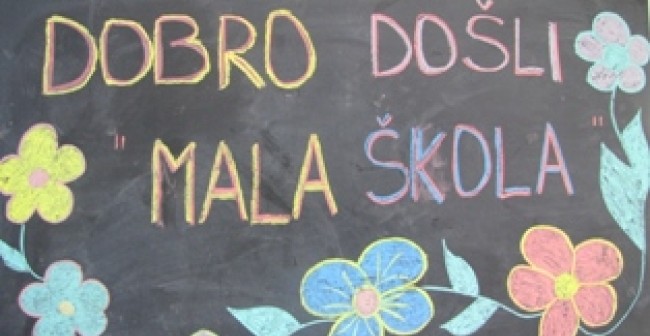 DOBRO DOŠLI
" MALA ŠKOLA "